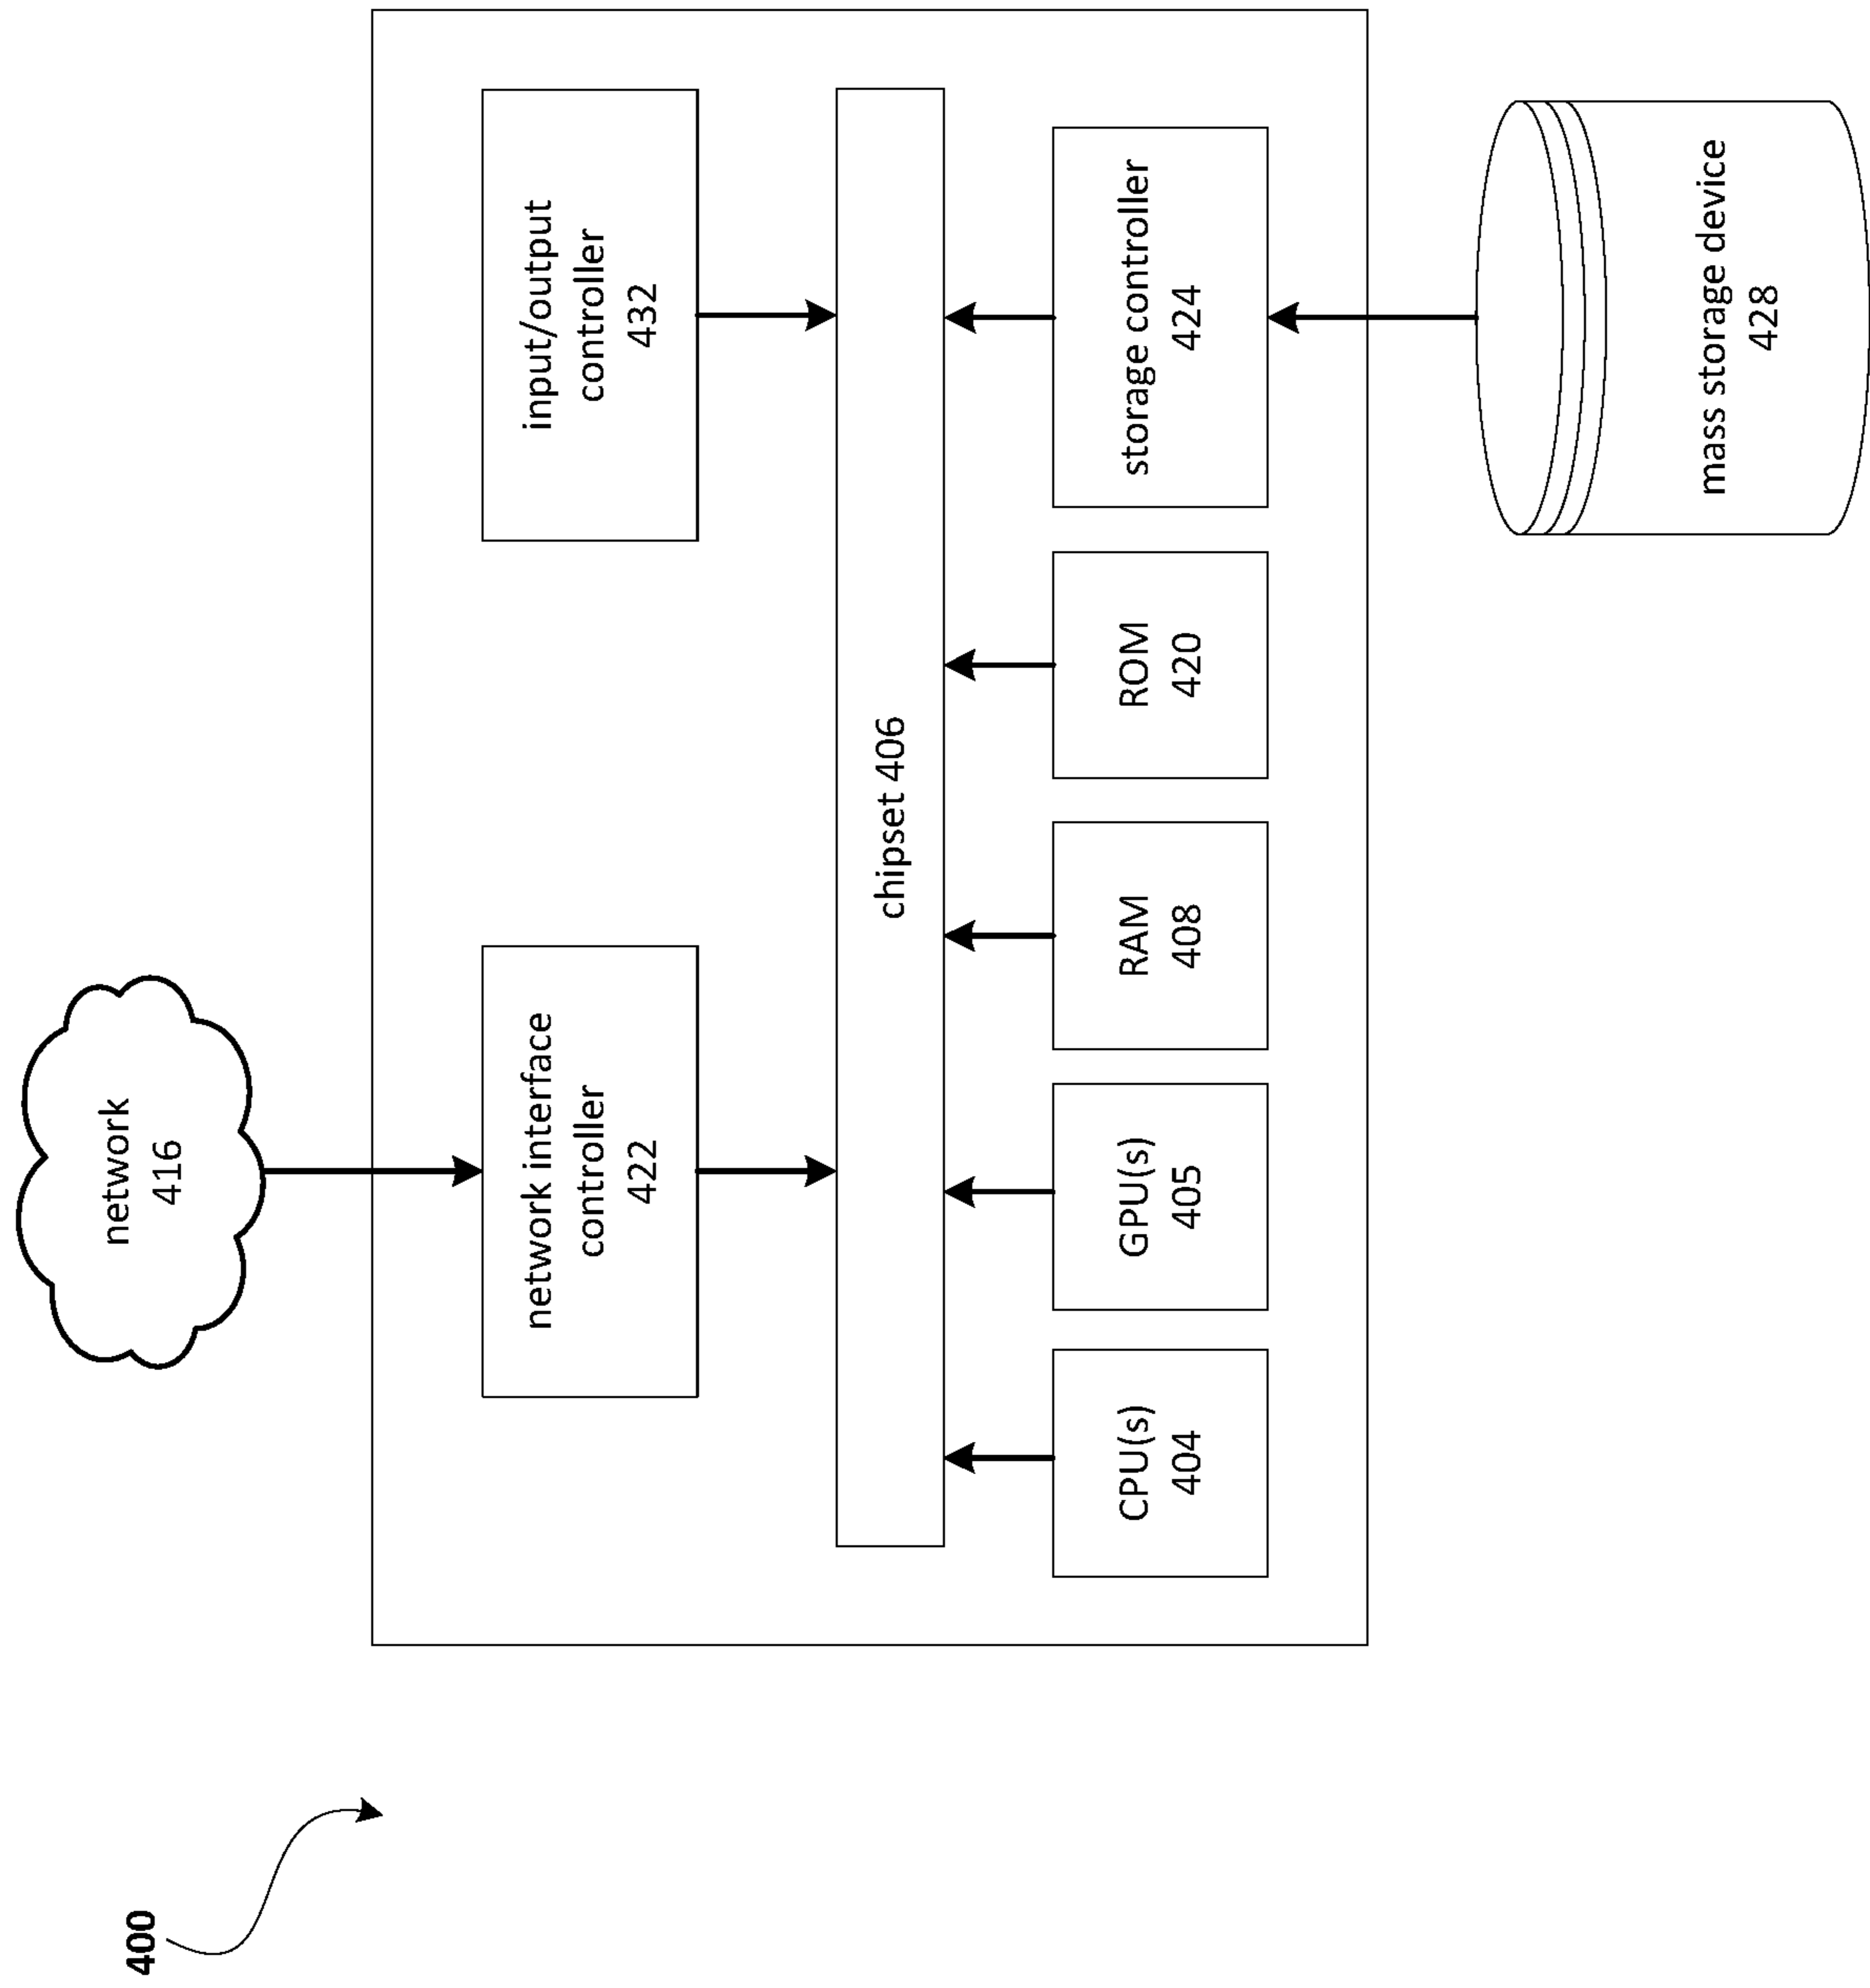 400
network
416
network interface
controller
422
input/output
controller
432
chipset 406
CPU(s)
404
GPU(s)
405
RAM
408
ROM
420
storage controller
424
mass storage device
428